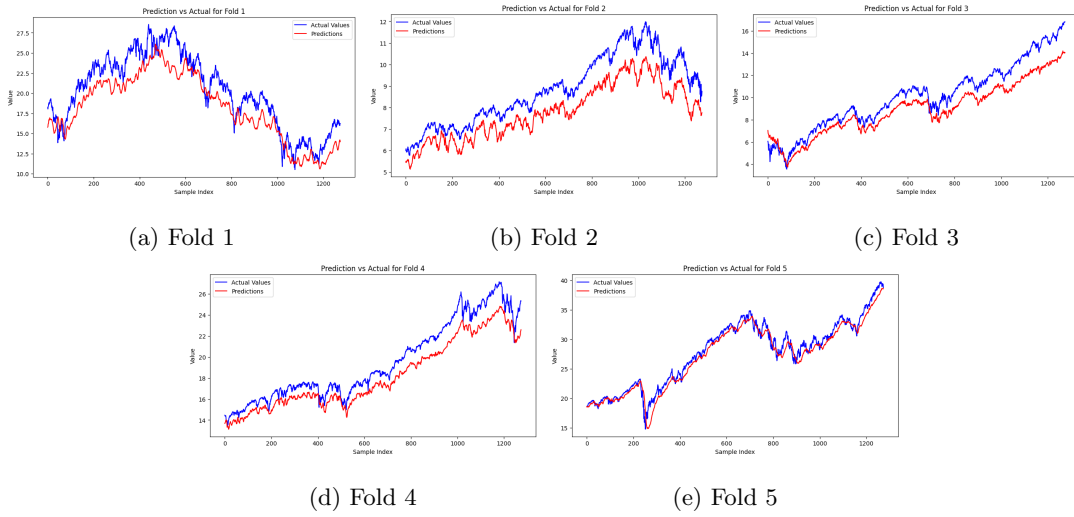 Prediction vs Actual for Fold 1
Actual Values
Predictions
27.5
25.0
22.5
20.0
17.5
15.0
12.5
10.0
Value
0 200 400 600 800 1000 1200
Sample Index
(a) Fold 1
Prediction vs Actual for Fold 2
Actual Values
Predictions
12
11
10
9
8
7
6
5
Value
0 200 400 600 800 1000 1200
Sample Index
(b) Fold 2
Prediction vs Actual for Fold 3
Actual Values
Predictions
16
14
12
10
8
6
4
Value
0 200 400 600 800 1000 1200
Sample Index
(c) Fold 3
Prediction vs Actual for Fold 4
Actual Values
Predictions
26
24
22
20
18
16
14
Value
0 200 400 600 800 1000 1200
Sample Index
(d) Fold 4
Prediction vs Actual for Fold 5
Actual Values
Predictions
40
35
30
25
20
15
Value
0 200 400 600 800 1000 1200
Sample Index
(e) Fold 5